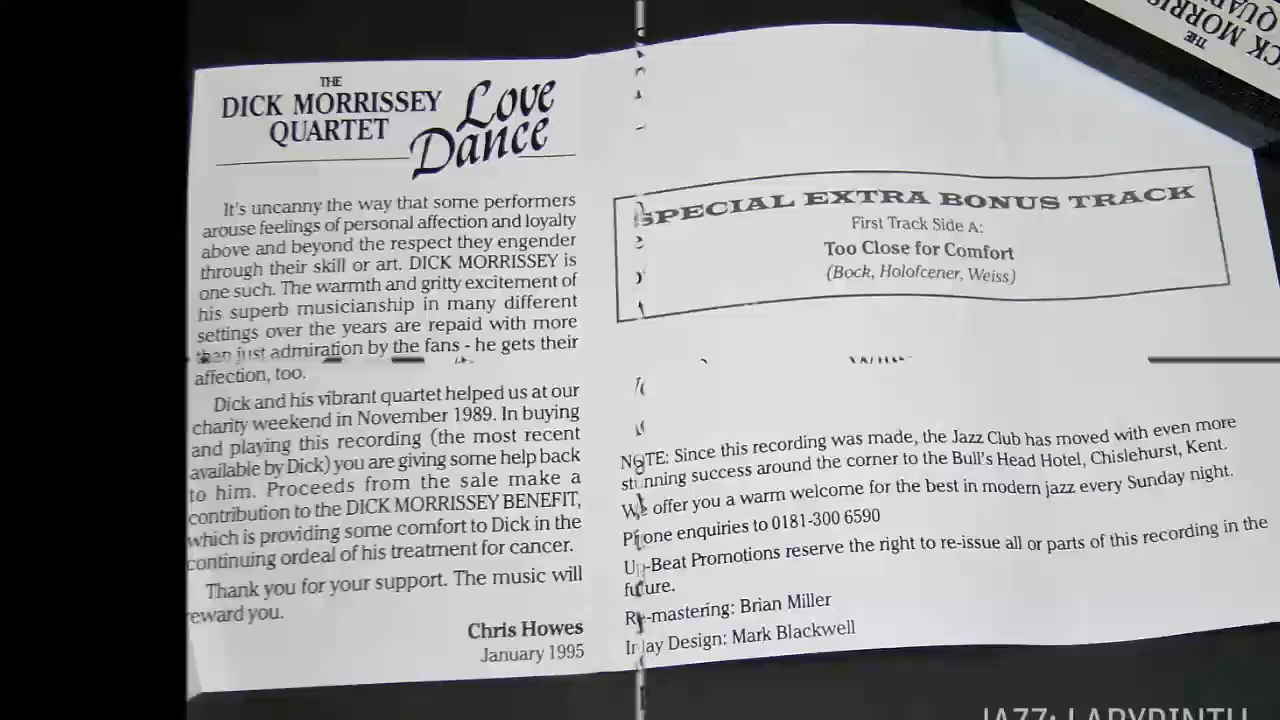 THE
DICK MORRISSEY
QUARTET
Love
Dance
It's uncanny the way that some performers
arouse feelings of personal affection and loyalty
above and beyond the respect they engender
through their skill or art. DICK MORRISSEY is
one such. The warmth and gritty excitement of
his superb musicianship in many different
settings over the years are repaid with more
than just admiration by the fans - he gets their
affection, too.
Dick and his vibrant quartet helped us at our
charity weekend in November 1989. In buying
and playing this recording (the most recent
available by Dick) you are giving some help back
to him. Proceeds from the sale make a
contribution to the DICK MORRISSEY BENEFIT,
which is providing some comfort to Dick in the
continuing ordeal of his treatment for cancer.
Thank you for your support. The music will
reward you.
Chris Howes
January 1995
SPECIAL EXTRA BONUS TRACK
First Track Side A:
Too Close for Comfort
(Bock, Holofcener, Weiss)
NOTE: Since this recording was made, the Jazz Club has moved with even more
stunning success around the corner to the Bull's Head Hotel, Chislehurst, Kent.
We offer you a warm welcome for the best in modern jazz every Sunday night.
Phone enquiries to 0181-300 6590
Up-Beat Promotions reserve the right to re-issue all or parts of this recording in the
future.
Re-mastering: Brian Miller
Inlay Design: Mark Blackwell
THE
CK MORRIS
QUA
JAZZ: LABYRINTH